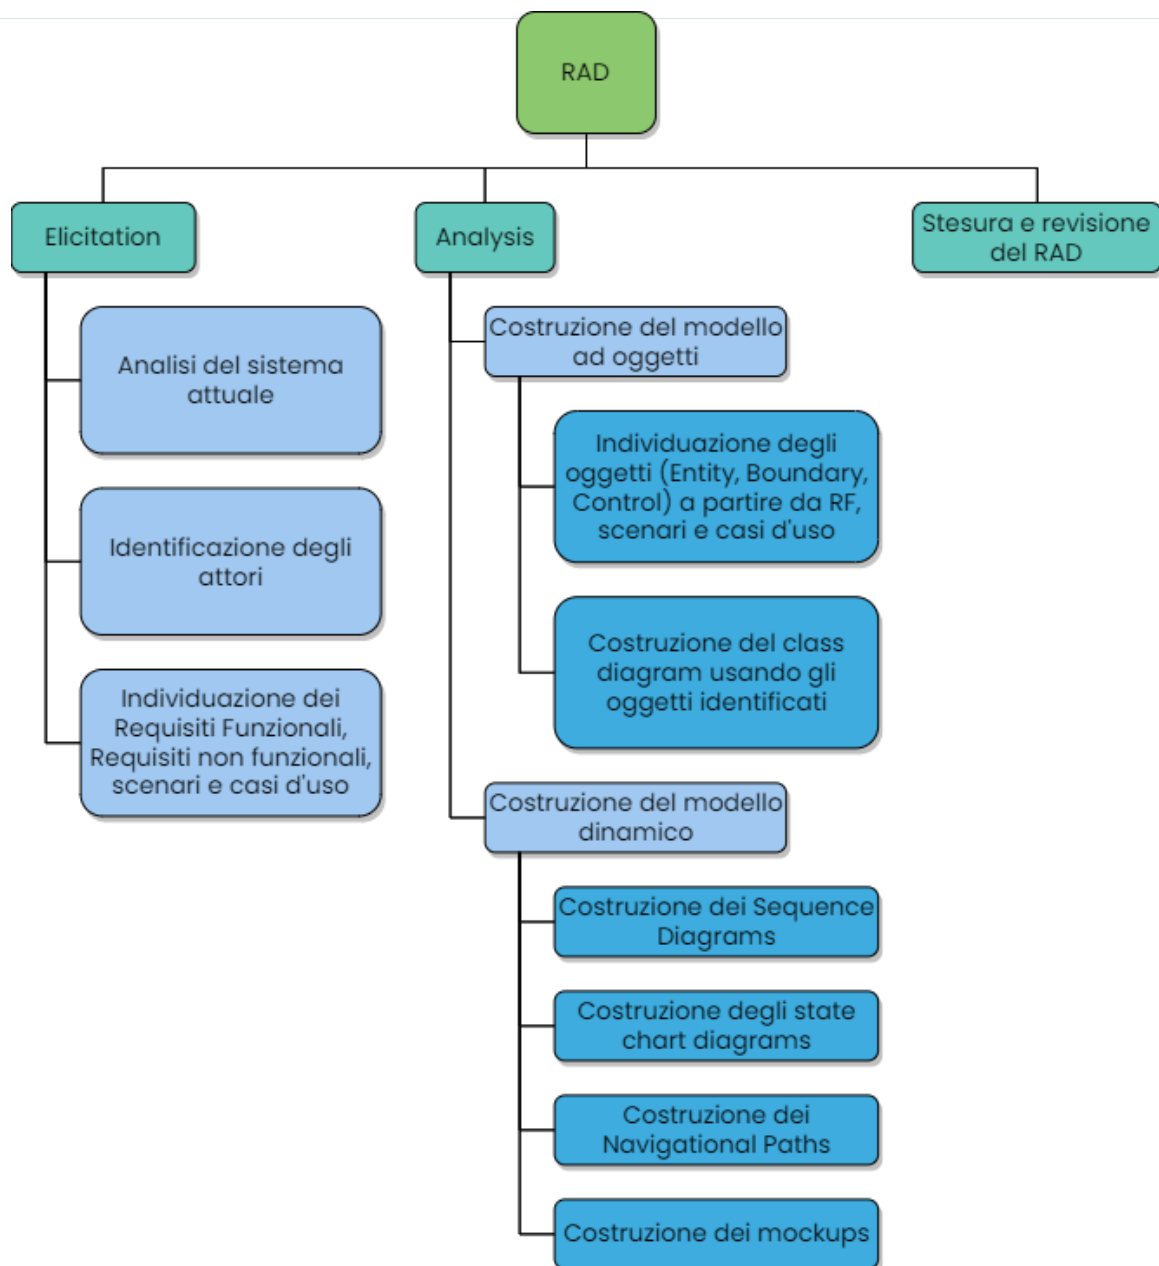 RAD
Elicitation
Analysis
Stesura e revisione
del RAD
Analisi del sistema
attuale
Identificazione degli
attori
Individuazione dei
Requisiti Funzionali,
Requisiti non funzionali,
scenari e casi d'uso
Costruzione del modello
ad oggetti
Individuazione degli
oggetti (Entity, Boundary,
Control) a partire da RF,
scenari e casi d'uso
Costruzione del class
diagram usando gli
oggetti identificati
Costruzione del modello
dinamico
Costruzione dei Sequence
Diagrams
Costruzione degli state
chart diagrams
Costruzione dei
Navigational Paths
Costruzione dei mockups